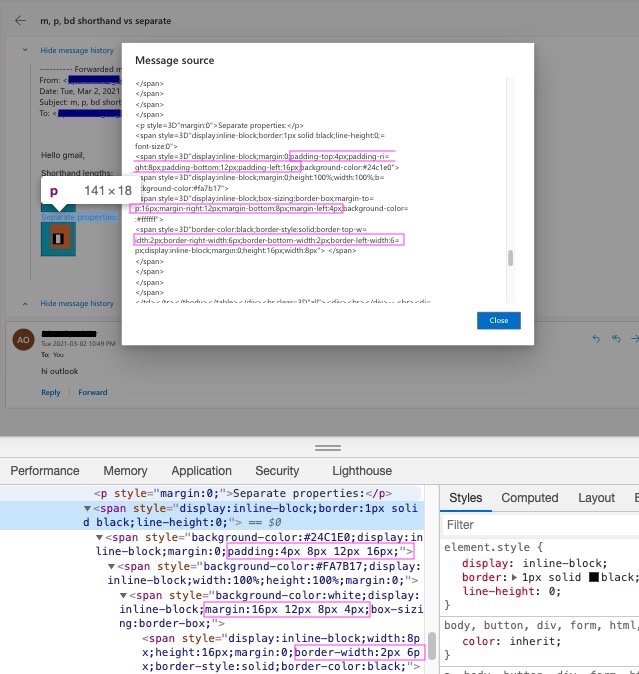 m, p, bd shorthand vs separate
Hide message history
---------- Forwarded m
From: <
Date: Tue, Mar 2, 2021
Subject: m, p, bd short
To: <
Hello gmail,
Shorthand lengths:
p 141 × 18
Separate properties:
Hide message history
AO
Tue 2021-03-02 10:49 PM
To: You
hi outlook
Reply Forward
Message source
</span>
</span>
</span>
</span>
<p style=3D"margin:0">Separate properties:</p>
<span style=3D"display:inline-block;border:1px solid black;line-height:0;=
font-size:0">
<span style=3D"display:inline-block;margin:0;padding-top:4px;padding-ri=
ght:8px;padding-bottom:12px;padding-left:16px;background-color:#24c1e0">
span style=3D"display:inline-block;margin:0;height:100%;width:100%;b=
ckground-color:#fa7b17">
span style=3D"display:inline-block;box-sizing:border-box;margin-to=
p:16px;margin-right:12px;margin-bottom:8px;margin-left:4px;background-color=
:#ffffff">
<span style=3D"border-color:black;border-style:solid;border-top-w=
idth:2px;border-right-width:6px;border-bottom-width:2px;border-left-width:6=
px;display:inline-block;margin:0;height:16px;width:8px"> </span>
</span>
</span>
</span>
</span>
Close
Performance Memory Application Security Lighthouse
<p style="margin:0;">Separate properties:</p>
<span style="display:inline-block;border:1px soli
d black;line-height:0;"> == $0
<span style="background-color:#24C1E0;display:in
line-block;margin:0;padding:4px 8px 12px 16px;">
<span style="background-color:#FA7B17;display:
inline-block;width:100%;height:100%;margin:0;">
<span style="background-color:white;display:
inline-block;margin:16px 12px 8px 4px;box-sizi
ng:border-box;">
<span style="display:inline-block;width:8p
x;height:16px;margin:0;border-width:2px 6p
x;border-style:solid;border-color:black;">
Styles Computed Layout E
Filter
element.style {
display: inline-block;
border: 1px solid black;
line-height: 0;
}
body, button, div, form, html,
color: inherit;
}